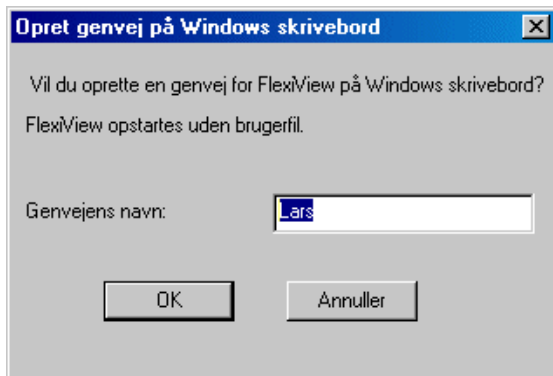 Opret genvej på Windows skrivebord
Vil du oprette en genvej for FlexiView på Windows skrivebord?
FlexiView opstartes uden brugerfil.
Genvejens navn: Lars
OK Annuller